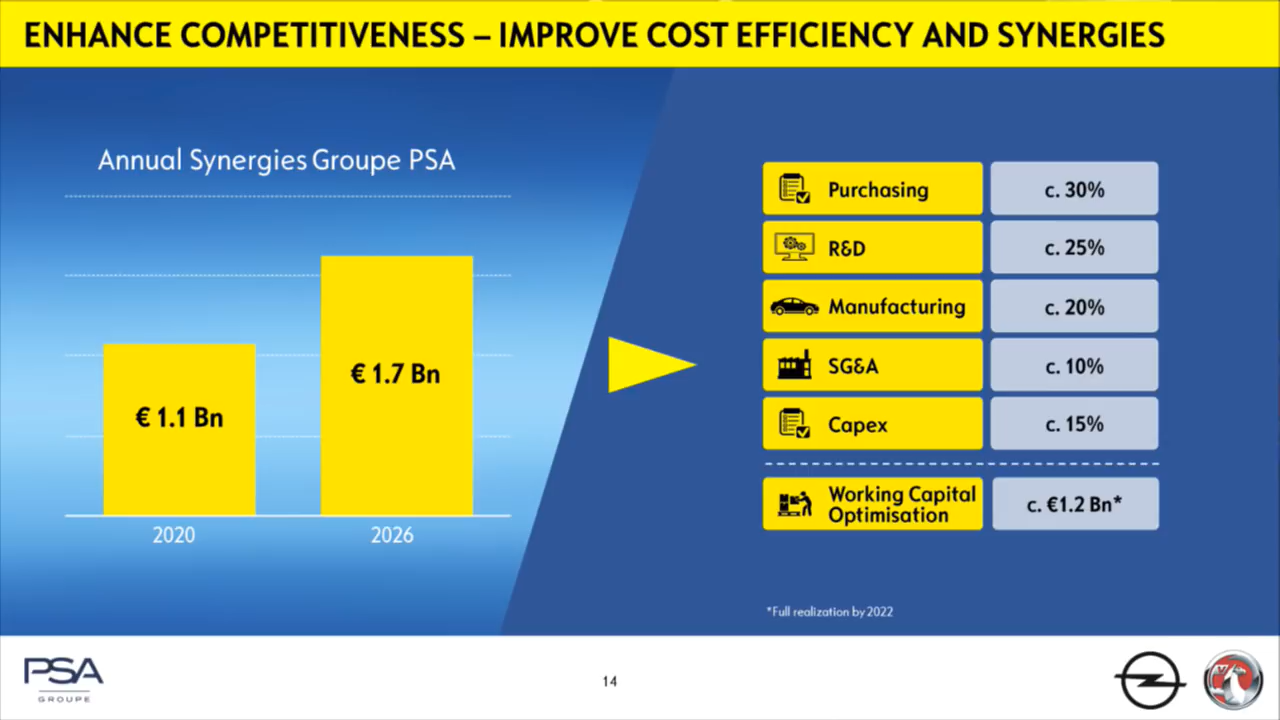 ENHANCE COMPETITIVENESS – IMPROVE COST EFFICIENCY AND SYNERGIES
Annual Synergies Groupe PSA
€ 1.1 Bn
€ 1.7 Bn
2020
2026
Purchasing
c. 30%
R&D
c. 25%
Manufacturing
c. 20%
SG&A
c. 10%
Capex
c. 15%
Working Capital
Optimisation
c. €1.2 Bn*
*Full realization by 2022
PSA
GROUPE
14